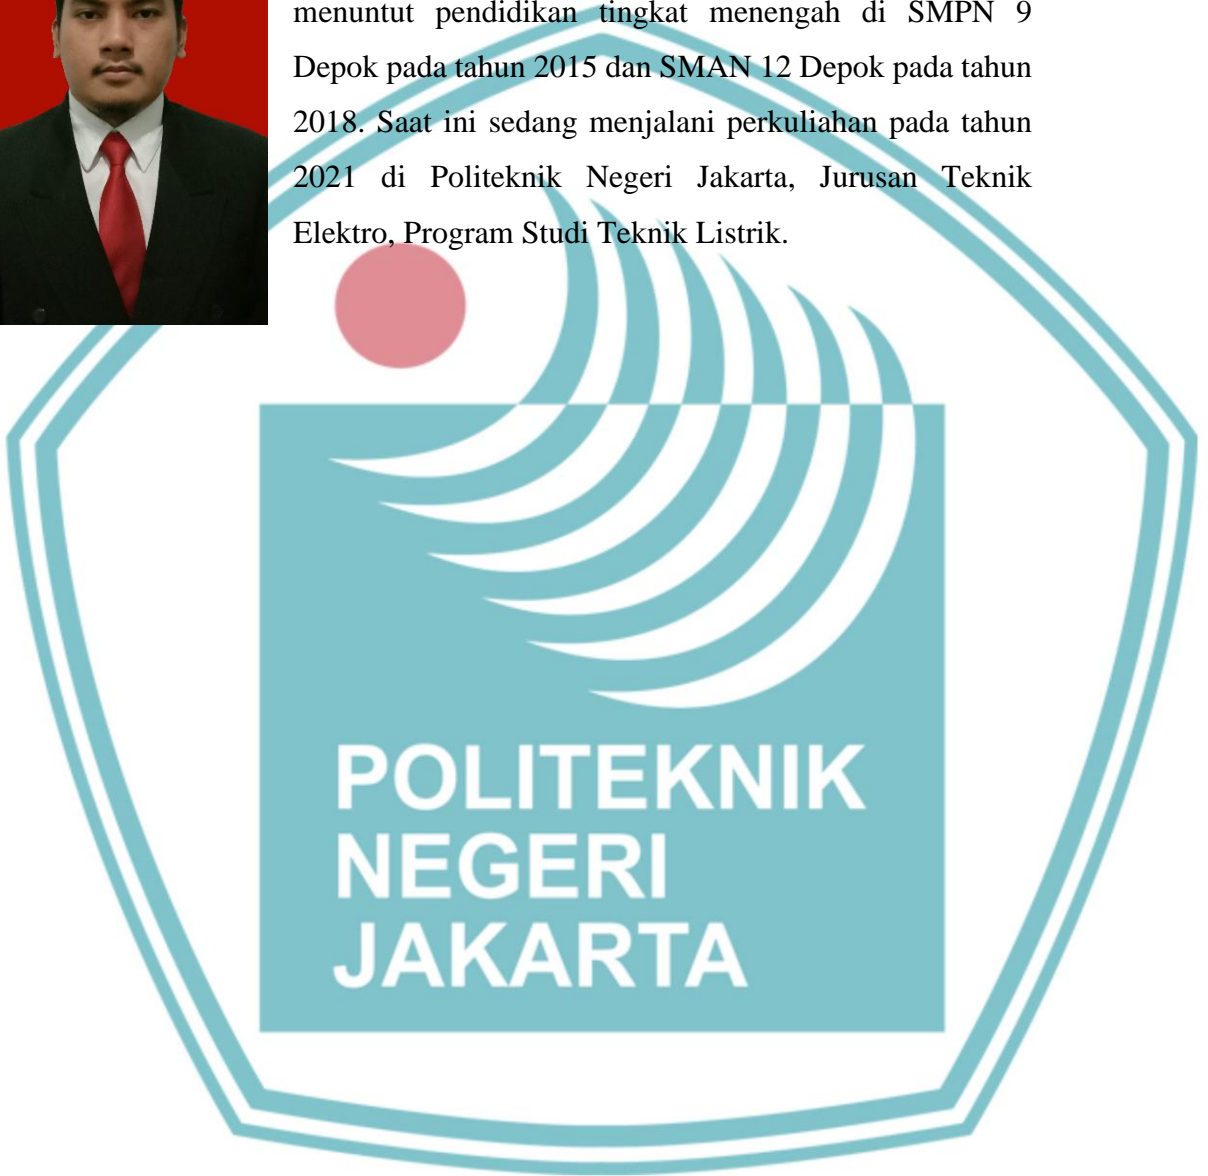 menuntut pendidikan tingkat menengah di SMPN 9
Depok pada tahun 2015 dan SMAN 12 Depok pada tahun
2018. Saat ini sedang menjalani perkuliahan pada tahun
2021 di Politeknik Negeri Jakarta, Jurusan Teknik
Elektro, Program Studi Teknik Listrik.
POLITEKNIK
NEGERI
JAKARTA